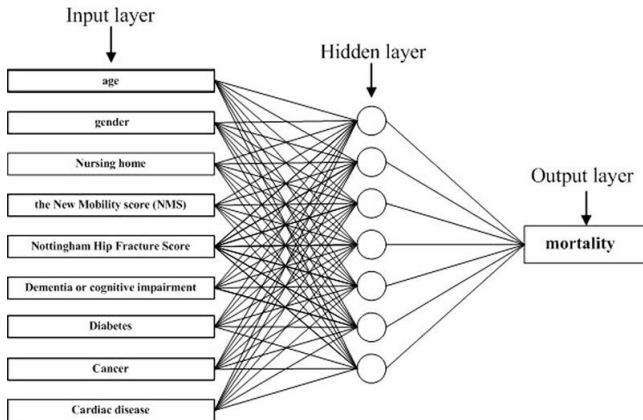 Input layer
Hidden layer
Output layer
age
gender
Nursing home
the New Mobility score (NMS)
Nottingham Hip Fracture Score
Dementia or cognitive impairment
Diabetes
Cancer
Cardiac disease
mortality